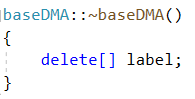 baseDMA::~baseDMA()
{
    delete[] label;
}